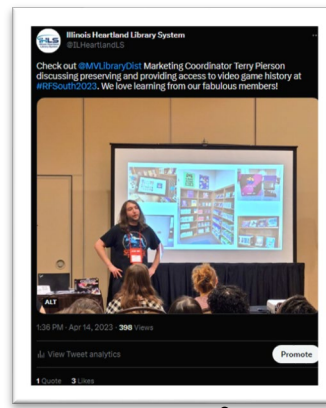 Illinois Heartland Library System
@ILHeartlandLS
Check out @MVLibraryDist Marketing Coordinator Terry Pierson
discussing preserving and providing access to video game history at
#RFSouth2023. We love learning from our fabulous members!
ALT
1:36 PM · Apr 14, 2023 · 398 Views
View Tweet analytics
Promote
1 Quote 3 Likes